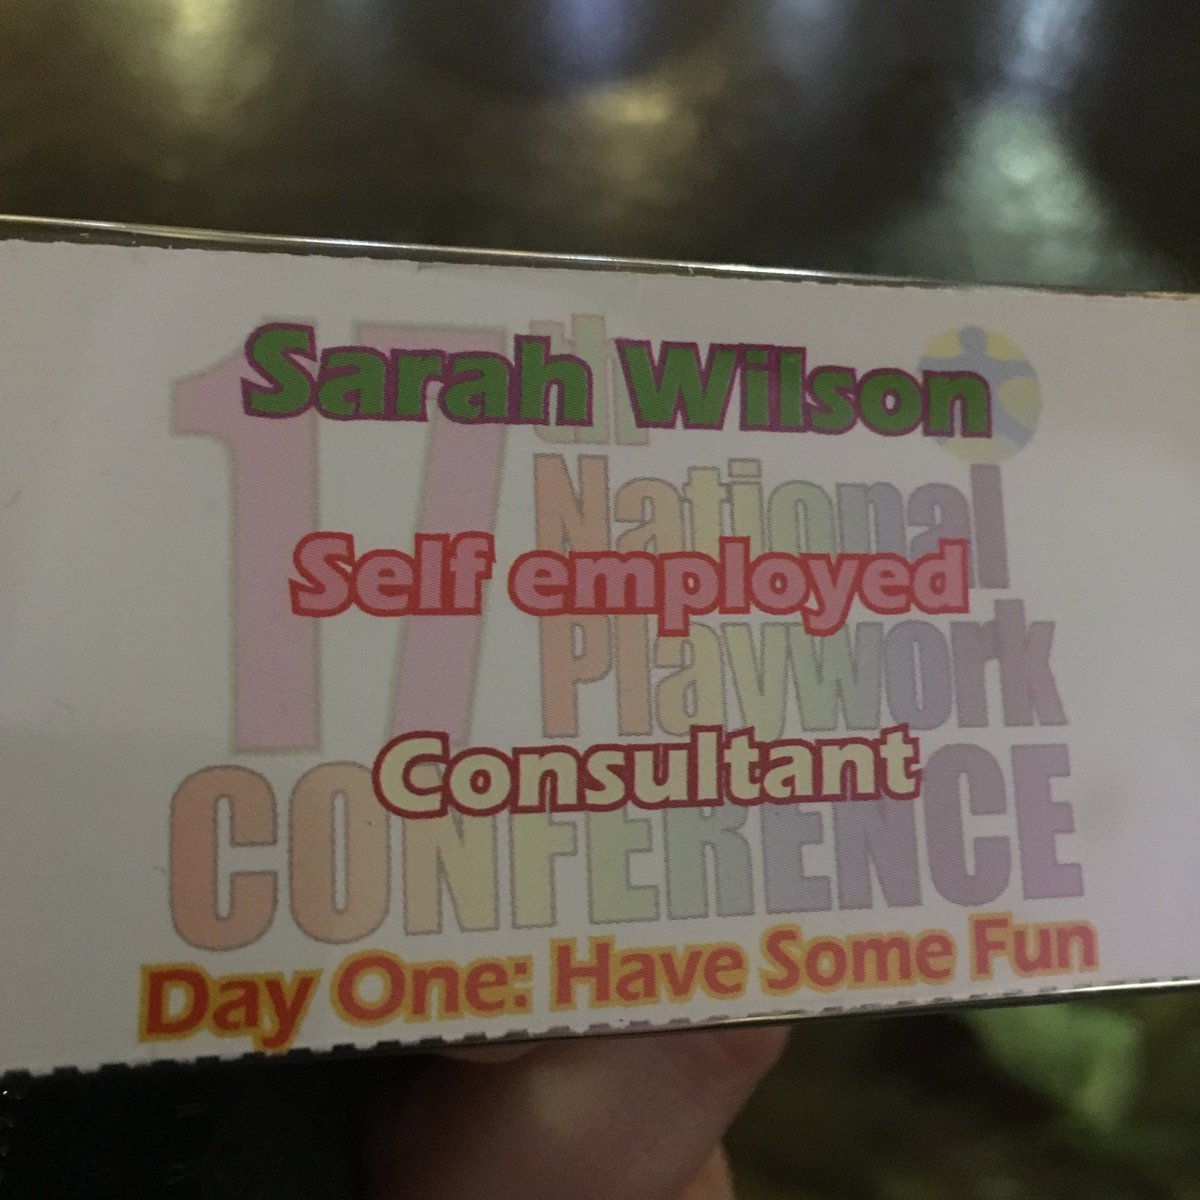 Sarah Wilson
17th
National
Self employed
Playwork
Consultant
CONFERENCE
Day One: Have Some Fun